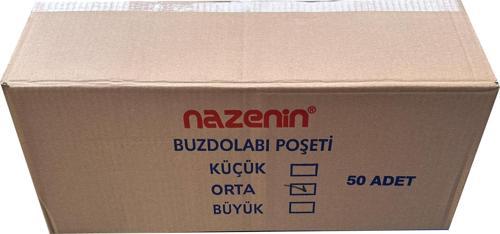 nazenin®
BUZDOLABI POŞETİ
KÜÇÜK
ORTA
50 ADET
BÜYÜK